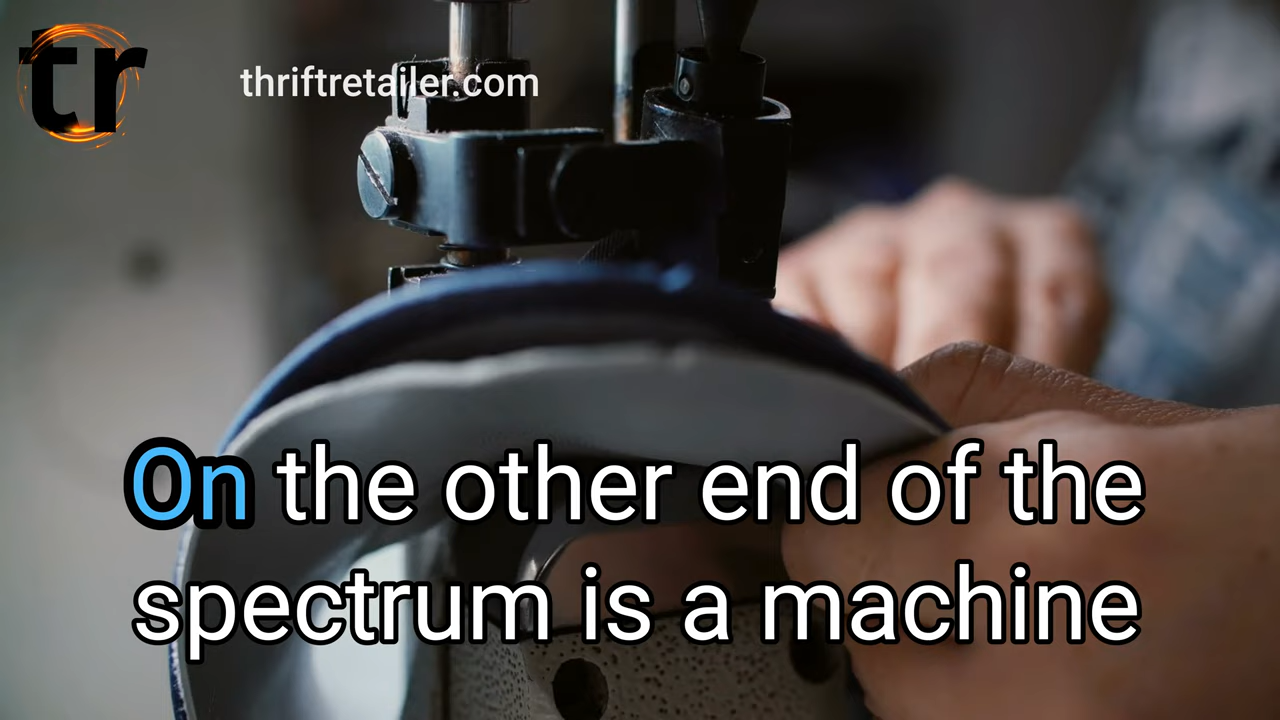 tr
thriftretailer.com
On the other end of the
spectrum is a machine